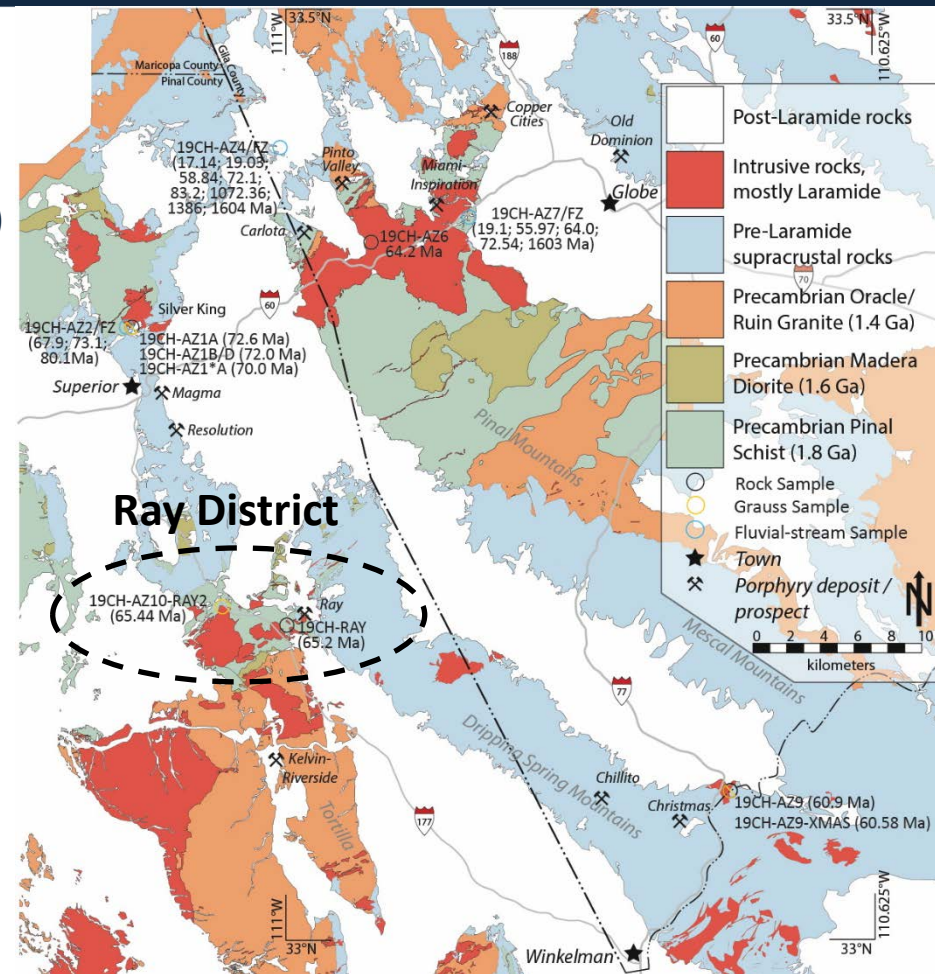 111°W
33.5°N
33.5°N
110.625°W
60
188
Maricopa County
Pinal County
Gila County
Copper
Cities
Old
Dominion
19CH-AZ4/FZ
(17.14; 19.03;
58.84; 72.1;
83.2; 1072.36;
1386; 1604 Ma)
Pinto
Valley
Miami-
Inspiration
Globe
19CH-AZ7/FZ
(19.1; 55.97; 64.0;
72.54; 1603 Ma)
Carlota
19CH-AZ6
64.2 Ma
60
70
Silver King
19CH-AZ2/FZ
(67.9; 73.1;
80.1Ma)
19CH-AZ1A (72.6 Ma)
19CH-AZ1B/D (72.0 Ma)
19CH-AZ1*A (70.0 Ma)
Superior
Magma
Resolution
Pinal Mountains
Post-Laramide rocks
Intrusive rocks,
mostly Laramide
Pre-Laramide
supracrustal rocks
Precambrian Oracle/
Ruin Granite (1.4 Ga)
Precambrian Madera
Diorite (1.6 Ga)
Precambrian Pinal
Schist (1.8 Ga)
Rock Sample
Grauss Sample
Fluvial-stream Sample
Town
Porphyry deposit /
prospect
N
0 2 4 6 8 10
kilometers
Ray District
19CH-AZ10-RAY2
(65.44 Ma)
Ray
19CH-RAY
(65.2 Ma)
Mescal Mountains
77
Dripping Spring Mountains
Kelvin-
Riverside
Tortilla
Chillito
Christmas
19CH-AZ9 (60.9 Ma)
19CH-AZ9-XMAS (60.58 Ma)
177
111°W
33°N
Winkelman
33°N
110.625°W